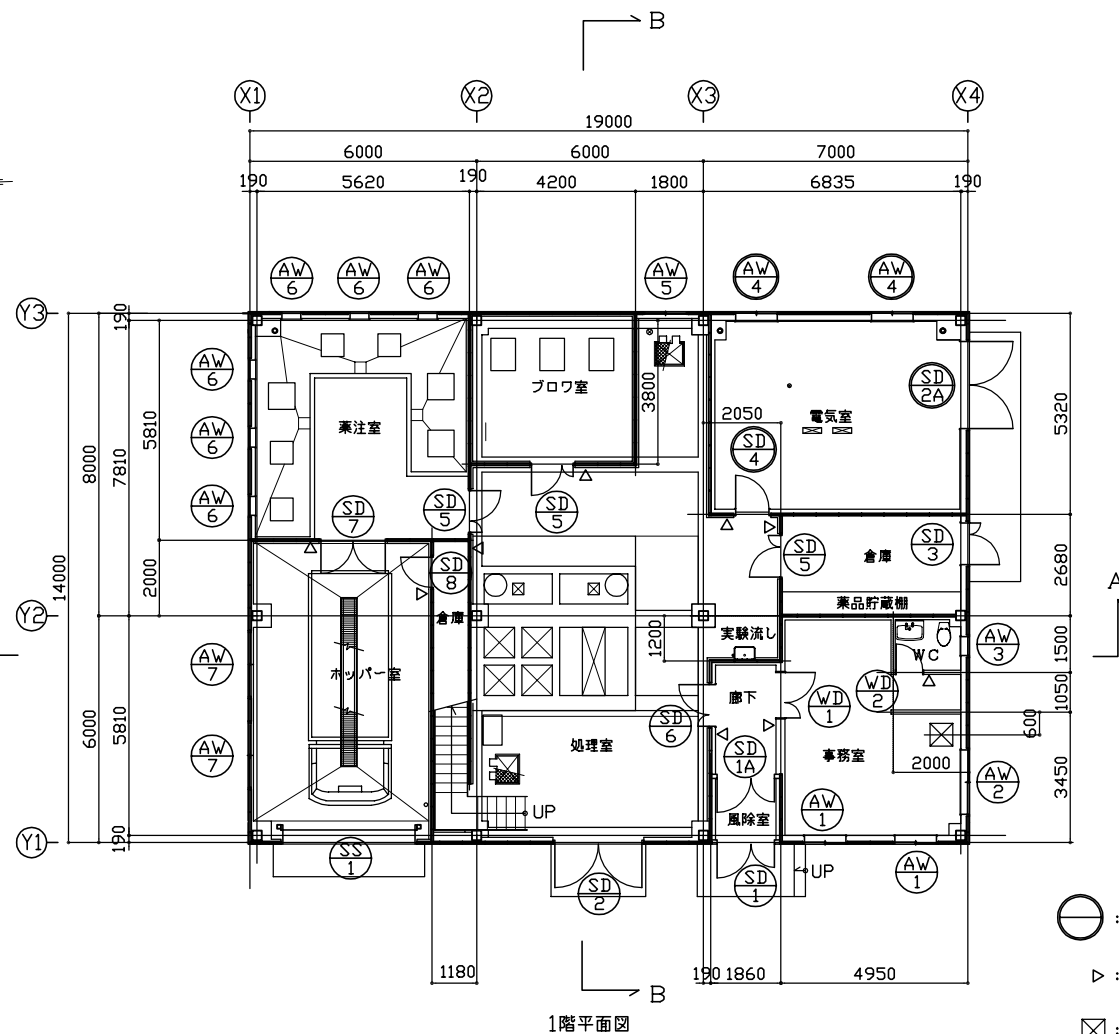 B
X1
X2
X3
X4
19000
6000
6000
7000
190
5620
190
4200
1800
6835
190
AW
6
AW
6
AW
6
AW
5
AW
4
AW
4
Y3
190
AW
6
ブロワ室
3800
SD
2A
2050
電気室
薬注室
5320
SD
4
AW
6
5810
8000
7810
AW
6
SD
7
SD
5
SD
5
SD
5
倉庫
SD
3
SD
8
2000
14000
2680
薬品貯蔵棚
A
Y2
倉庫
実験流し
1200
WC
AW
3
1500
AW
7
ホッパー室
廊下
WD
1
WD
2
1050
600
6000
5810
SD
6
処理室
SD
1A
事務室
2000
AW
7
AW
2
3450
UP
風除室
AW
1
Y1
190
SS
1
SD
2
SD
1
UP
AW
1
:
1180
190
1860
4950
:
B
1階平面図
: